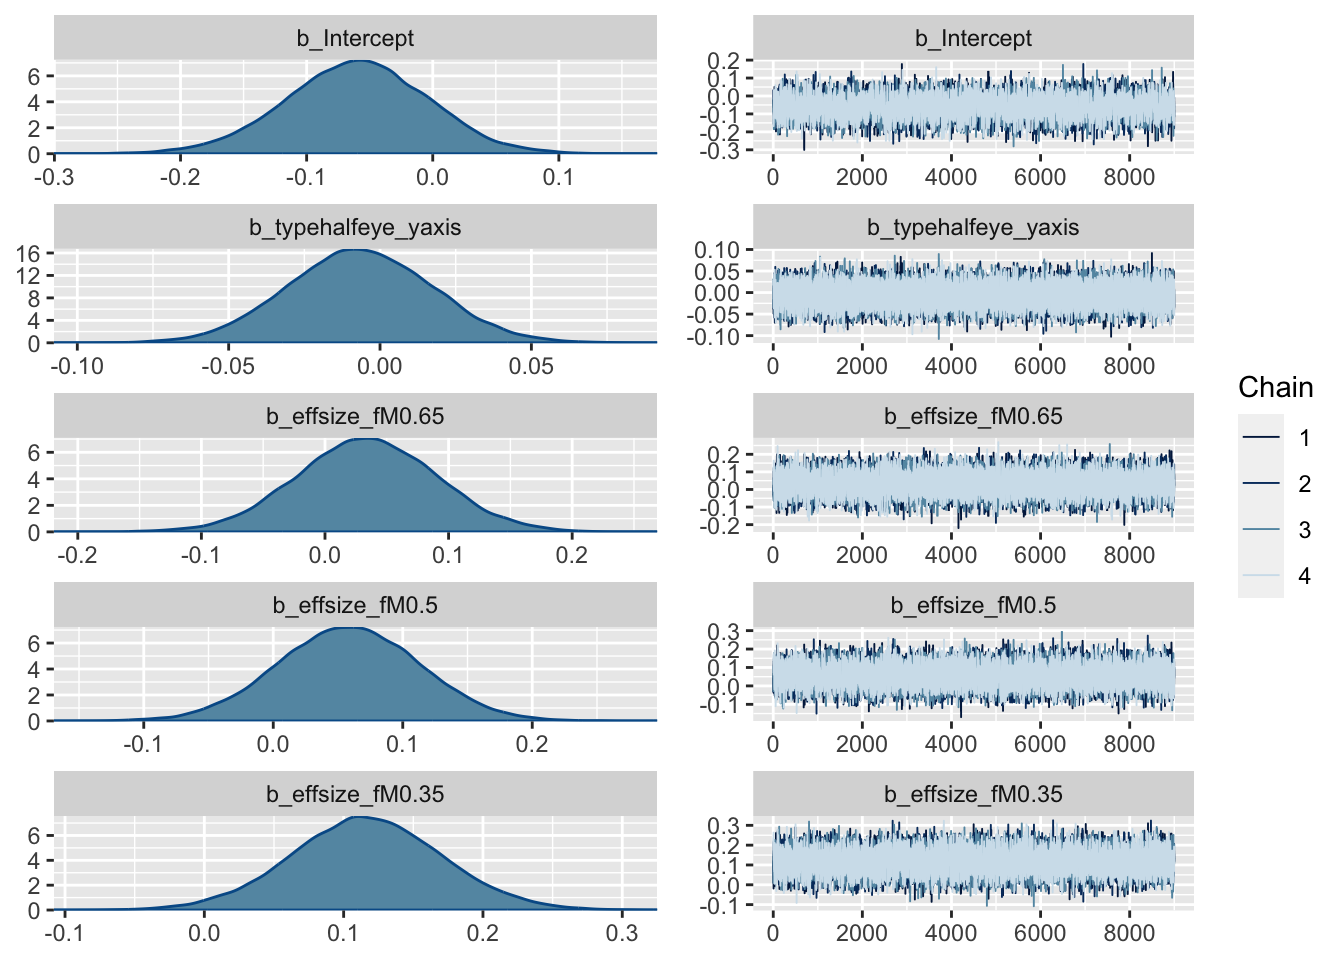 b_Intercept
6
4
2
0
-0.3 -0.2 -0.1 0.0 0.1
b_Intercept
0.2
0.1
0.0
-0.1
-0.2
-0.3
0 2000 4000 6000 8000
b_typehalfeye_yaxis
16
12
8
4
0
-0.10 -0.05 0.00 0.05
b_typehalfeye_yaxis
0.10
0.05
0.00
-0.05
-0.10
0 2000 4000 6000 8000
b_effsize_fM0.65
6
4
2
0
-0.2 -0.1 0.0 0.1 0.2
b_effsize_fM0.65
0.2
0.1
0.0
-0.1
-0.2
0 2000 4000 6000 8000
b_effsize_fM0.5
6
4
2
0
-0.1 0.0 0.1 0.2
b_effsize_fM0.5
0.3
0.2
0.1
0.0
-0.1
0 2000 4000 6000 8000
b_effsize_fM0.35
6
4
2
0
-0.1 0.0 0.1 0.2 0.3
b_effsize_fM0.35
0.3
0.2
0.1
0.0
-0.1
0 2000 4000 6000 8000
Chain
1
2
3
4